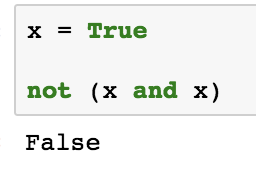 x = True
not (x and x)
False